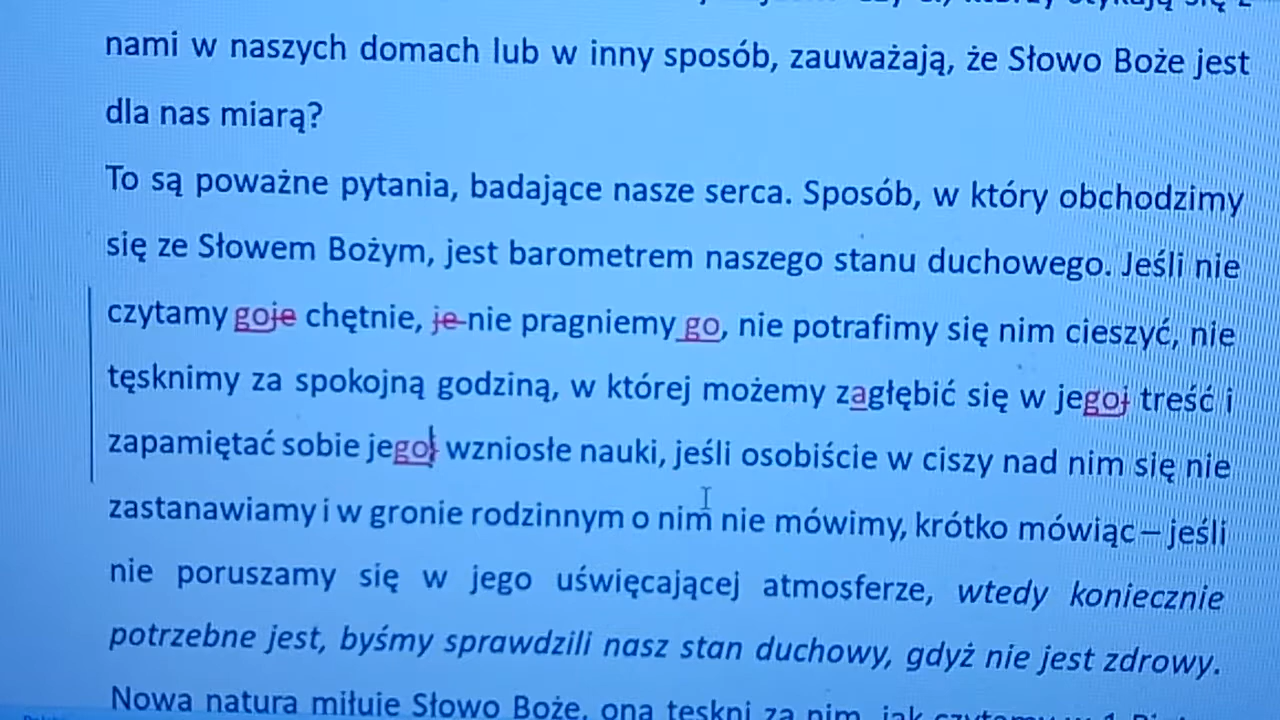 nami w naszych domach lub w inny sposób, zauważają, że Słowo Boże jest
dla nas miarą?
To są poważne pytania, badające nasze serca. Sposób, w który obchodzimy
się ze Słowem Bożym, jest barometrem naszego stanu duchowego. Jeśli nie
czytamy goje chętnie, je nie pragniemy go, nie potrafimy się nim cieszyć, nie
tęsknimy za spokojną godziną, w której możemy zagłębić się w jegoj treść i
zapamiętać sobie jegoj wzniosłe nauki, jeśli osobiście w ciszy nad nim się nie
zastanawiamy i w gronie rodzinnym o nim nie mówimy, krótko mówiąc – jeśli
nie poruszamy się w jego uświęcającej atmosferze, wtedy koniecznie
potrzebne jest, byśmy sprawdzili nasz stan duchowy, gdyż nie jest zdrowy.
Nowa natura miłuje Słowo Boże, ona tęskni za nim, jak czytamy w 1